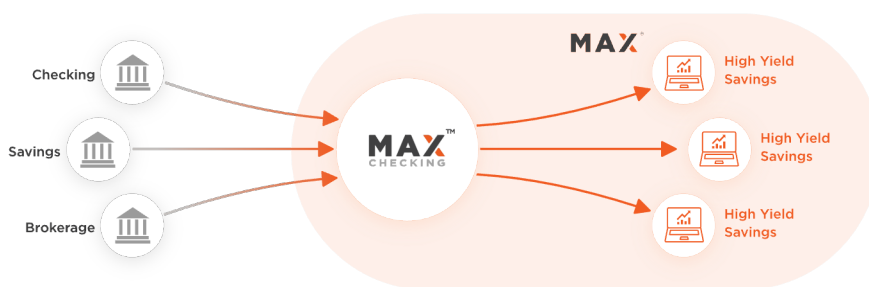 MAX®
Checking
High Yield
Savings
Savings
MAX™
CHECKING
High Yield
Savings
Brokerage
High Yield
Savings